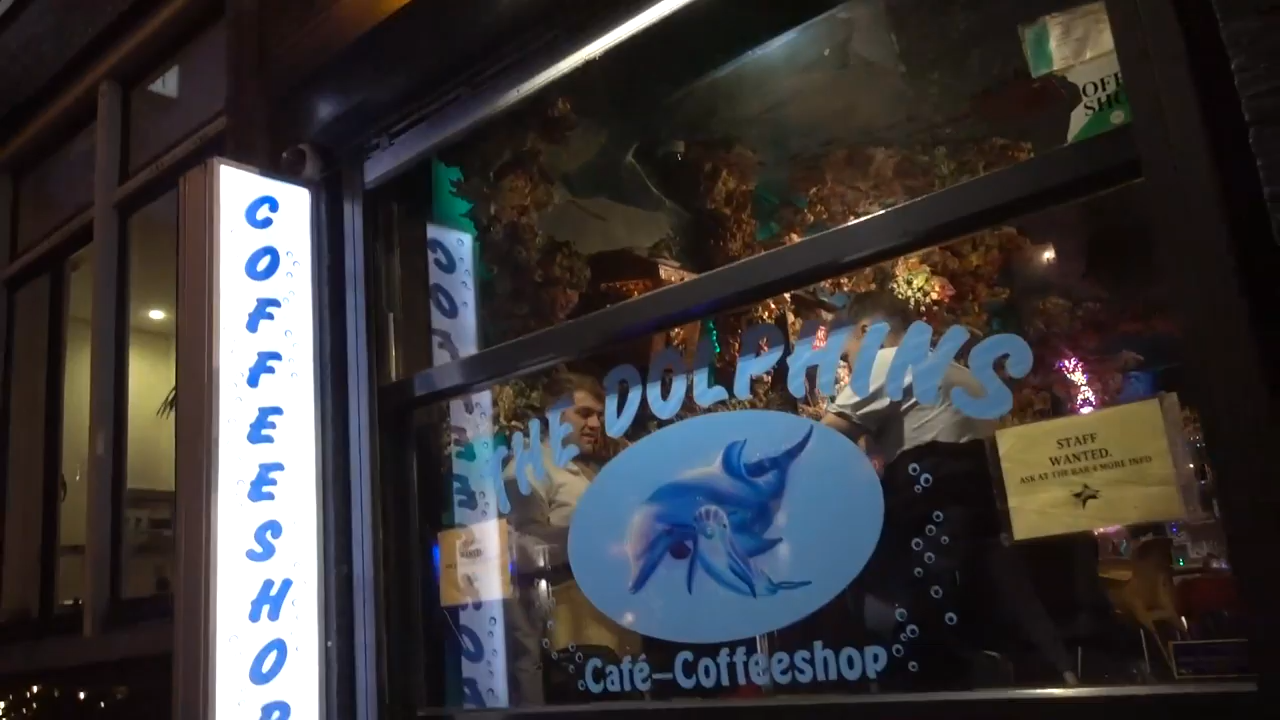 COFFEESHOP
THE DOLPHINS
Café-Coffeeshop
STAFF
WANTED.
ASK AT THE BAR 4 MORE INFO